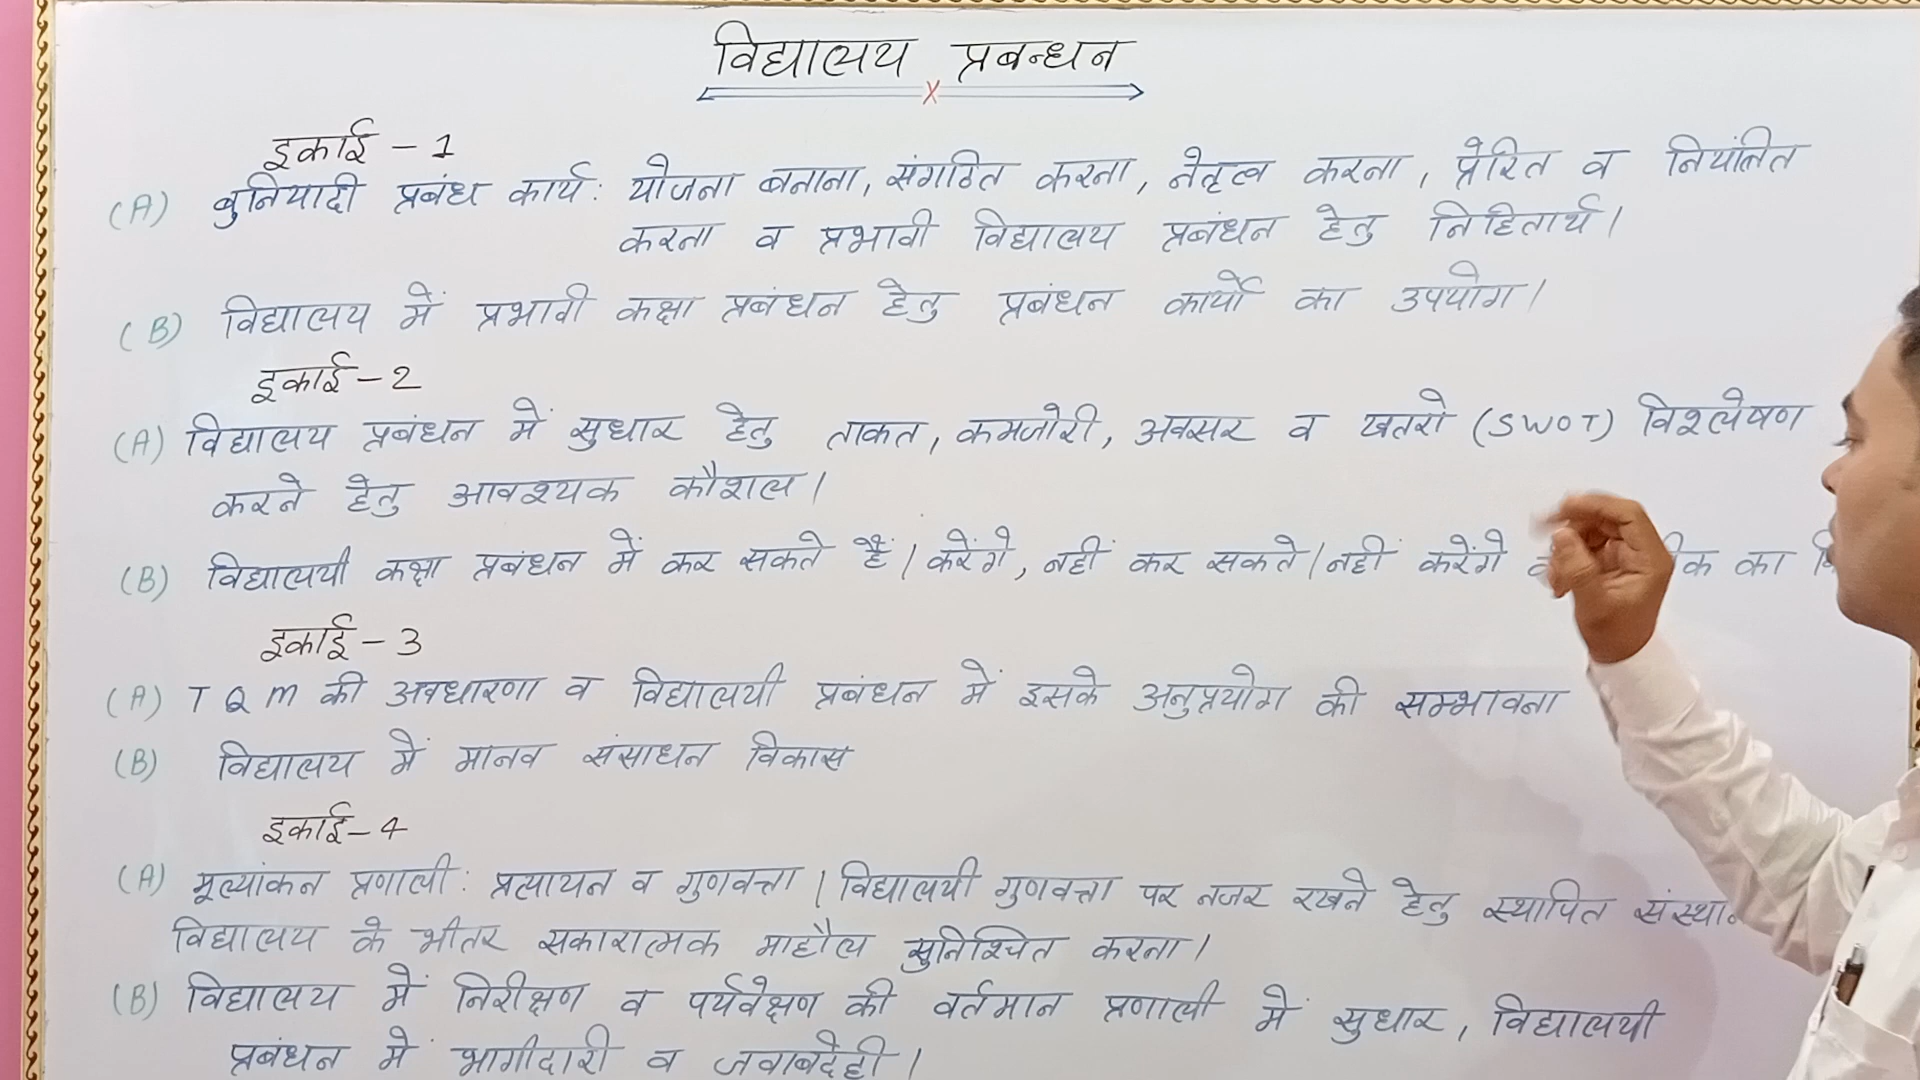 विद्यालय प्रबन्धन
x
इकाई - 1
(A) बुनियादी प्रबंध कार्य: योजना बनाना, संगठित करना, नेतृत्व करना, प्रेरित व नियंत्रित
करना व प्रभावी विद्यालय प्रबंधन हेतु निहितार्थ।
(B) विद्यालय में प्रभावी कक्षा प्रबंधन हेतु प्रबंधन कार्यों का उपयोग।
इकाई - 2
(A) विद्यालय प्रबंधन में सुधार हेतु ताकत, कमजोरी, अवसर व खतरो (SWOT) विश्लेषण
करने हेतु आवश्यक कौशल।
(B) विद्यालयी कक्षा प्रबंधन में कर सकते हैं / करेंगे, नहीं कर सकते / नहीं करेंगे का
इकाई - 3
(A) TQM की अवधारणा व विद्यालयी प्रबंधन में इसके अनुप्रयोग की सम्भावना
(B) विद्यालय में मानव संसाधन विकास
इकाई - 4
(A) मूल्यांकन प्रणाली: प्रत्यायन व गुणवत्ता। विद्यालयी गुणवत्ता पर नजर रखने हेतु स्थापित
विद्यालय के भीतर सकारात्मक माहौल सुनिश्चित करना।
(B) विद्यालय में निरीक्षण व पर्यवेक्षण की वर्तमान प्रणाली में सुधार, विद्यालयी
प्रबंधन में भागीदारी व जवाबदेही।